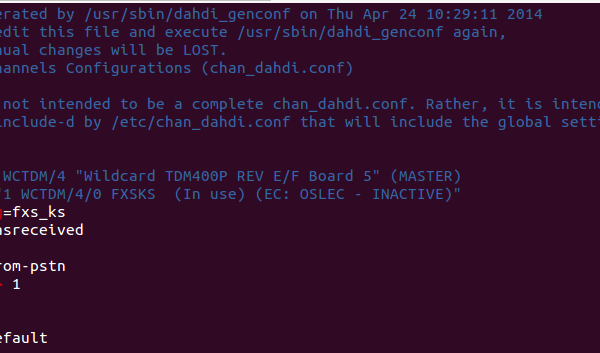 erated by /usr/sbin/dahdi_genconf on Thu Apr 24 10:29:11 2014
edit this file and execute /usr/sbin/dahdi_genconf again,
nual changes will be LOST.
hannels Configurations (chan_dahdi.conf)
not intended to be a complete chan_dahdi.conf. Rather, it is intend
include-d by /etc/chan_dahdi.conf that will include the global setti
WCTDM/4 "Wildcard TDM400P REV E/F Board 5" (MASTER)
"1 WCTDM/4/0 FXSKS (In use) (EC: OSLEC - INACTIVE)"
g=fxs_ks
asreceived
rom-pstn
> 1
efault